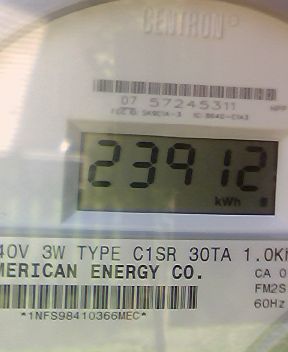 CENTRON
07 57245311
23912
kWh
40V 3W TYPE C1SR 30TA 1.0K
MERICAN ENERGY CO.
CA 0
FM2S
60Hz
*1NFS98410366MEC*